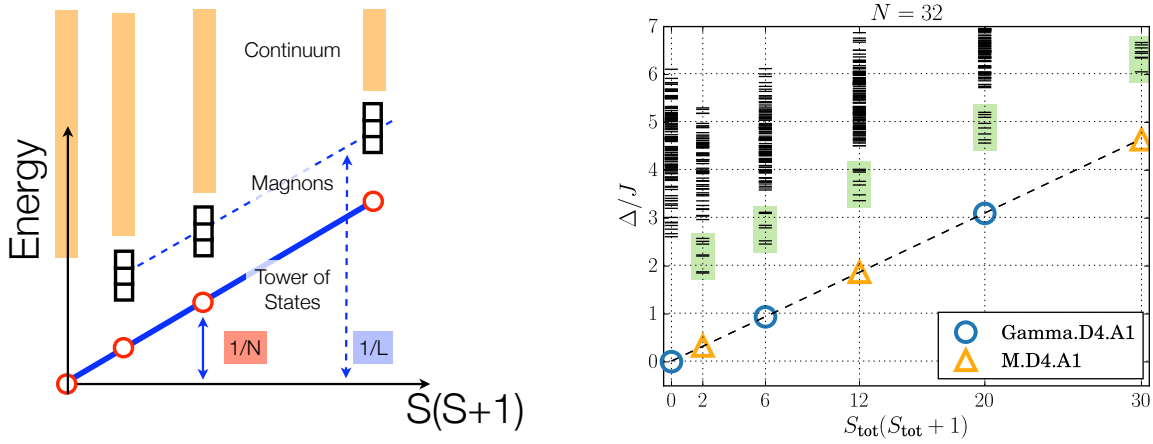 Energy
Continuum
Magnons
Tower of
States
1/N
1/L
S(S+1)
N = 32
Δ/J
7
6
5
4
3
2
1
0
0 2 6 12 20 30
S_tot(S_tot + 1)
Gamma.D4.A1
M.D4.A1